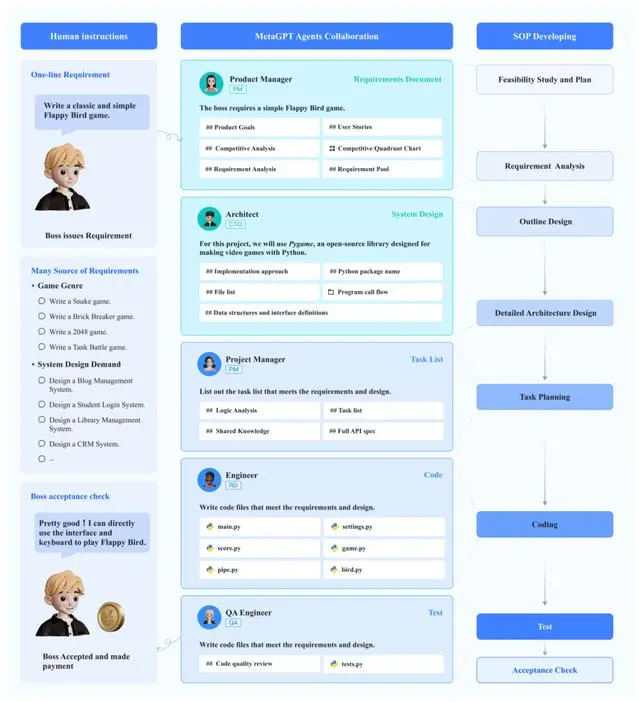 Human instructions
MetaGPT Agents Collaboration
SOP Developing
One-line Requirement
Write a classic and simple
Flappy Bird game.
Boss issues Requirement
Many Source of Requirements
• Game Genre
Write a Snake game.
Write a Brick Breaker game.
Write a 2048 game.
Write a Tank Battle game.
• System Design Demand
Design a Blog Management
System.
Design a Student Login System.
Design a Library Management
System.
Design a CRM System.
...
Boss acceptance check
Pretty good！I can directly
use the interface and
keyboard to play Flappy Bird.
Boss Accepted and made
payment
Product Manager
PM
Requirements Document
The boss requires a simple Flappy Bird game.
## Product Goals
## User Stories
## Competitive Analysis
Competitive Quadrant Chart
## Requirement Analysis
## Requirement Pool
Architect
CTO
System Design
For this project, we will use Pygame, an open-source library designed for
making video games with Python.
## Implementation approach
## Python package name
## File list
Program call flow
## Data structures and interface definitions
Project Manager
PM
Task List
List out the task list that meets the requirements and design.
## Logic Analysis
## Task list
## Shared Knowledge
## Full API spec
Engineer
RD
Code
Write code files that meet the requirements and design.
main.py
settings.py
score.py
game.py
pipe.py
bird.py
QA Engineer
QA
Test
Write code files that meet the requirements and design.
## Code quality review
tests.py
Feasibility Study and Plan
Requirement Analysis
Outline Design
Detailed Architecture Design
Task Planning
Coding
Test
Acceptance Check